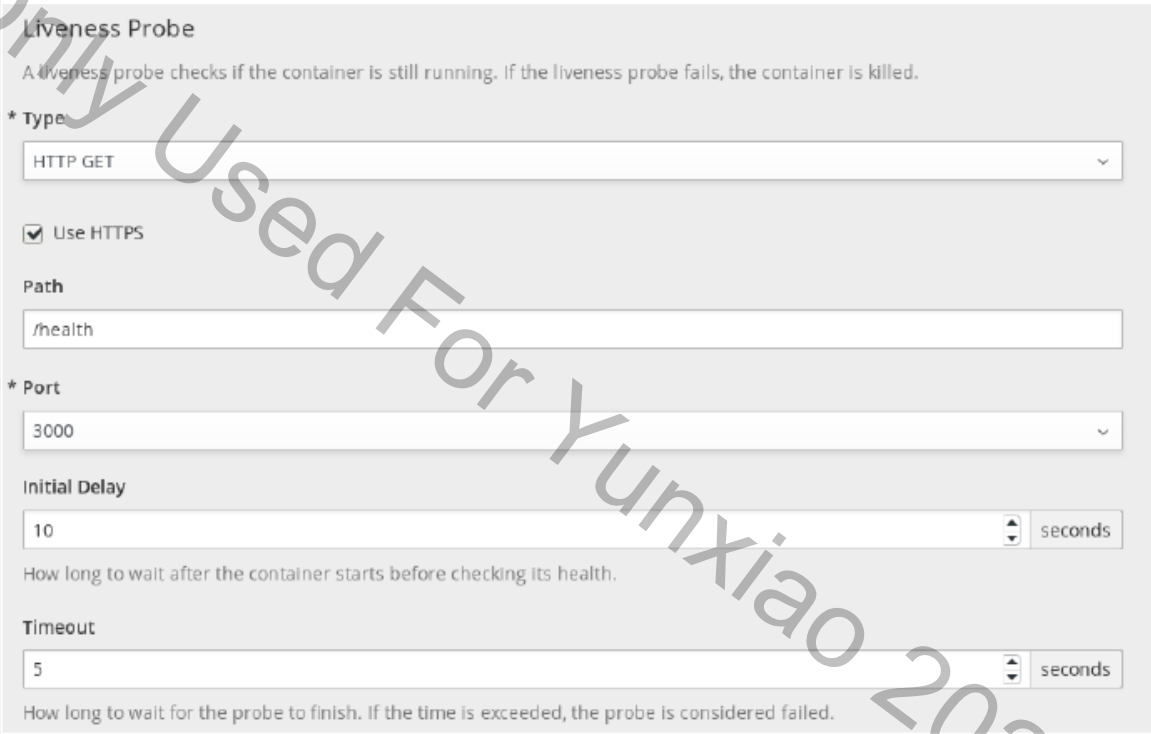 Liveness Probe
A liveness probe checks if the container is still running. If the liveness probe fails, the container is killed.
* Type
HTTP GET
Use HTTPS
Path
/health
* Port
3000
Initial Delay
10
seconds
How long to wait after the container starts before checking its health.
Timeout
5
seconds
How long to wait for the probe to finish. If the time is exceeded, the probe is considered failed.
Used For Yunxiao